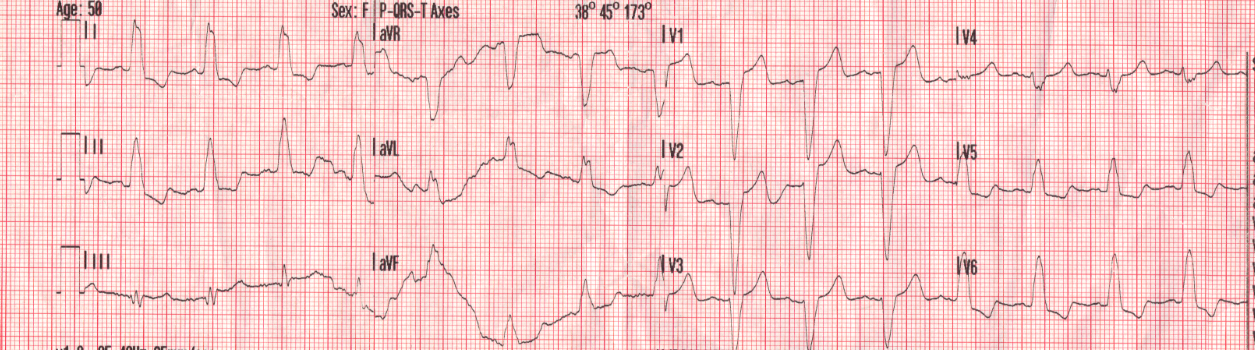 Age: 50 Sex: F P-QRS-T Axes 38° 45° 173°
I aVR V1 V4
II aVL V2 V5
III aVF V3 V6